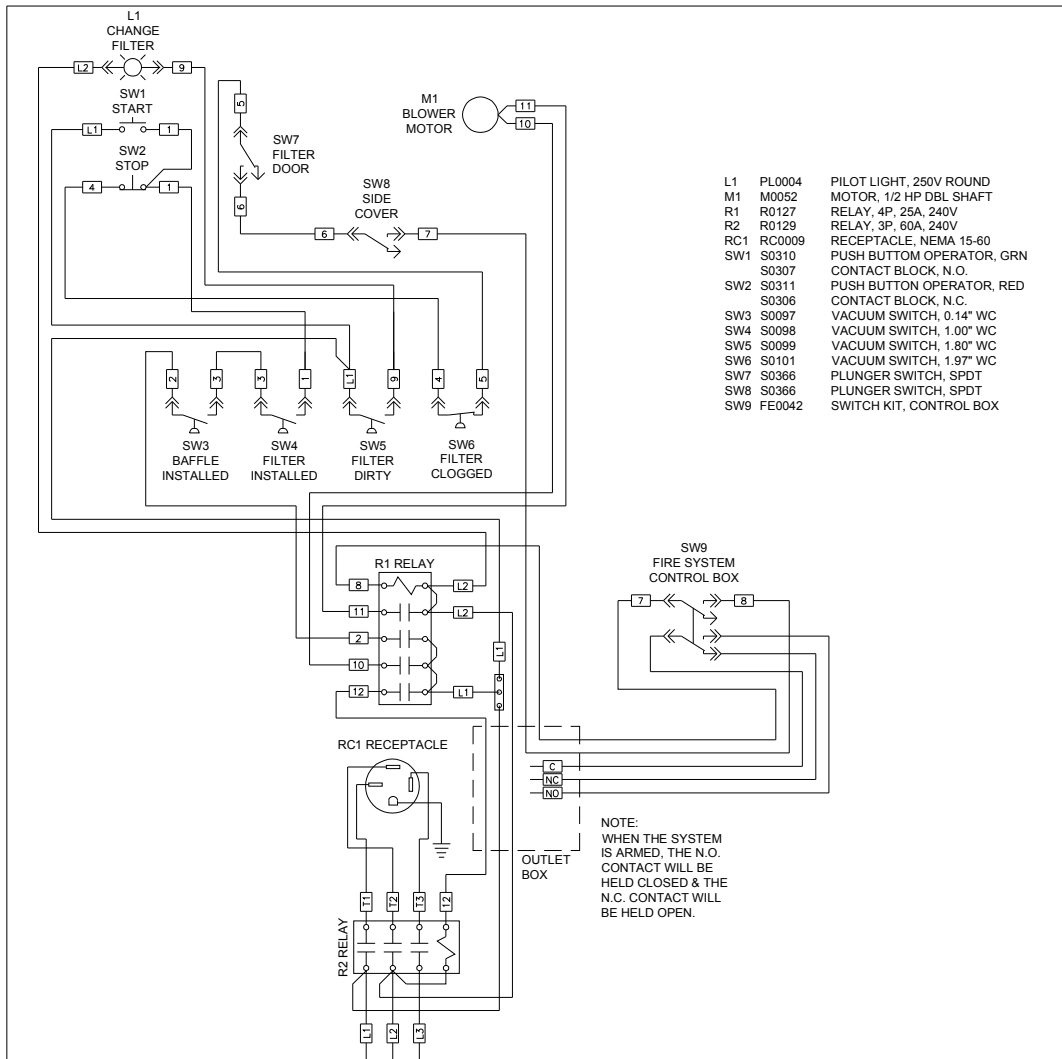 L1
CHANGE
FILTER
L2
9
SW1
START
L1
1
SW2
STOP
4
1
5
SW7
FILTER
DOOR
6
SW8
SIDE
COVER
6
7
M1
BLOWER
MOTOR
11
10
L1 PL0004 PILOT LIGHT, 250V ROUND
M1 M0052 MOTOR, 1/2 HP DBL SHAFT
R1 R0127 RELAY, 4P, 25A, 240V
R2 R0129 RELAY, 3P, 60A, 240V
RC1 RC0009 RECEPTACLE, NEMA 15-60
SW1 S0310 PUSH BUTTOM OPERATOR, GRN
S0307 CONTACT BLOCK, N.O.
SW2 S0311 PUSH BUTTON OPERATOR, RED
S0306 CONTACT BLOCK, N.C.
SW3 S0097 VACUUM SWITCH, 0.14" WC
SW4 S0098 VACUUM SWITCH, 1.00" WC
SW5 S0099 VACUUM SWITCH, 1.80" WC
SW6 S0101 VACUUM SWITCH, 1.97" WC
SW7 S0366 PLUNGER SWITCH, SPDT
SW8 S0366 PLUNGER SWITCH, SPDT
SW9 FE0042 SWITCH KIT, CONTROL BOX
2
3
3
1
L1
9
4
5
SW3
BAFFLE
INSTALLED
SW4
FILTER
INSTALLED
SW5
FILTER
DIRTY
SW6
FILTER
CLOGGED
R1 RELAY
8
L2
11
L2
2
10
12
L1
L1
SW9
FIRE SYSTEM
CONTROL BOX
7
8
RC1 RECEPTACLE
C
NC
NO
OUTLET
BOX
NOTE:
WHEN THE SYSTEM
IS ARMED, THE N.O.
CONTACT WILL BE
HELD CLOSED & THE
N.C. CONTACT WILL
BE HELD OPEN.
T1
T2
T3
12
R2 RELAY
L1
L2
L3